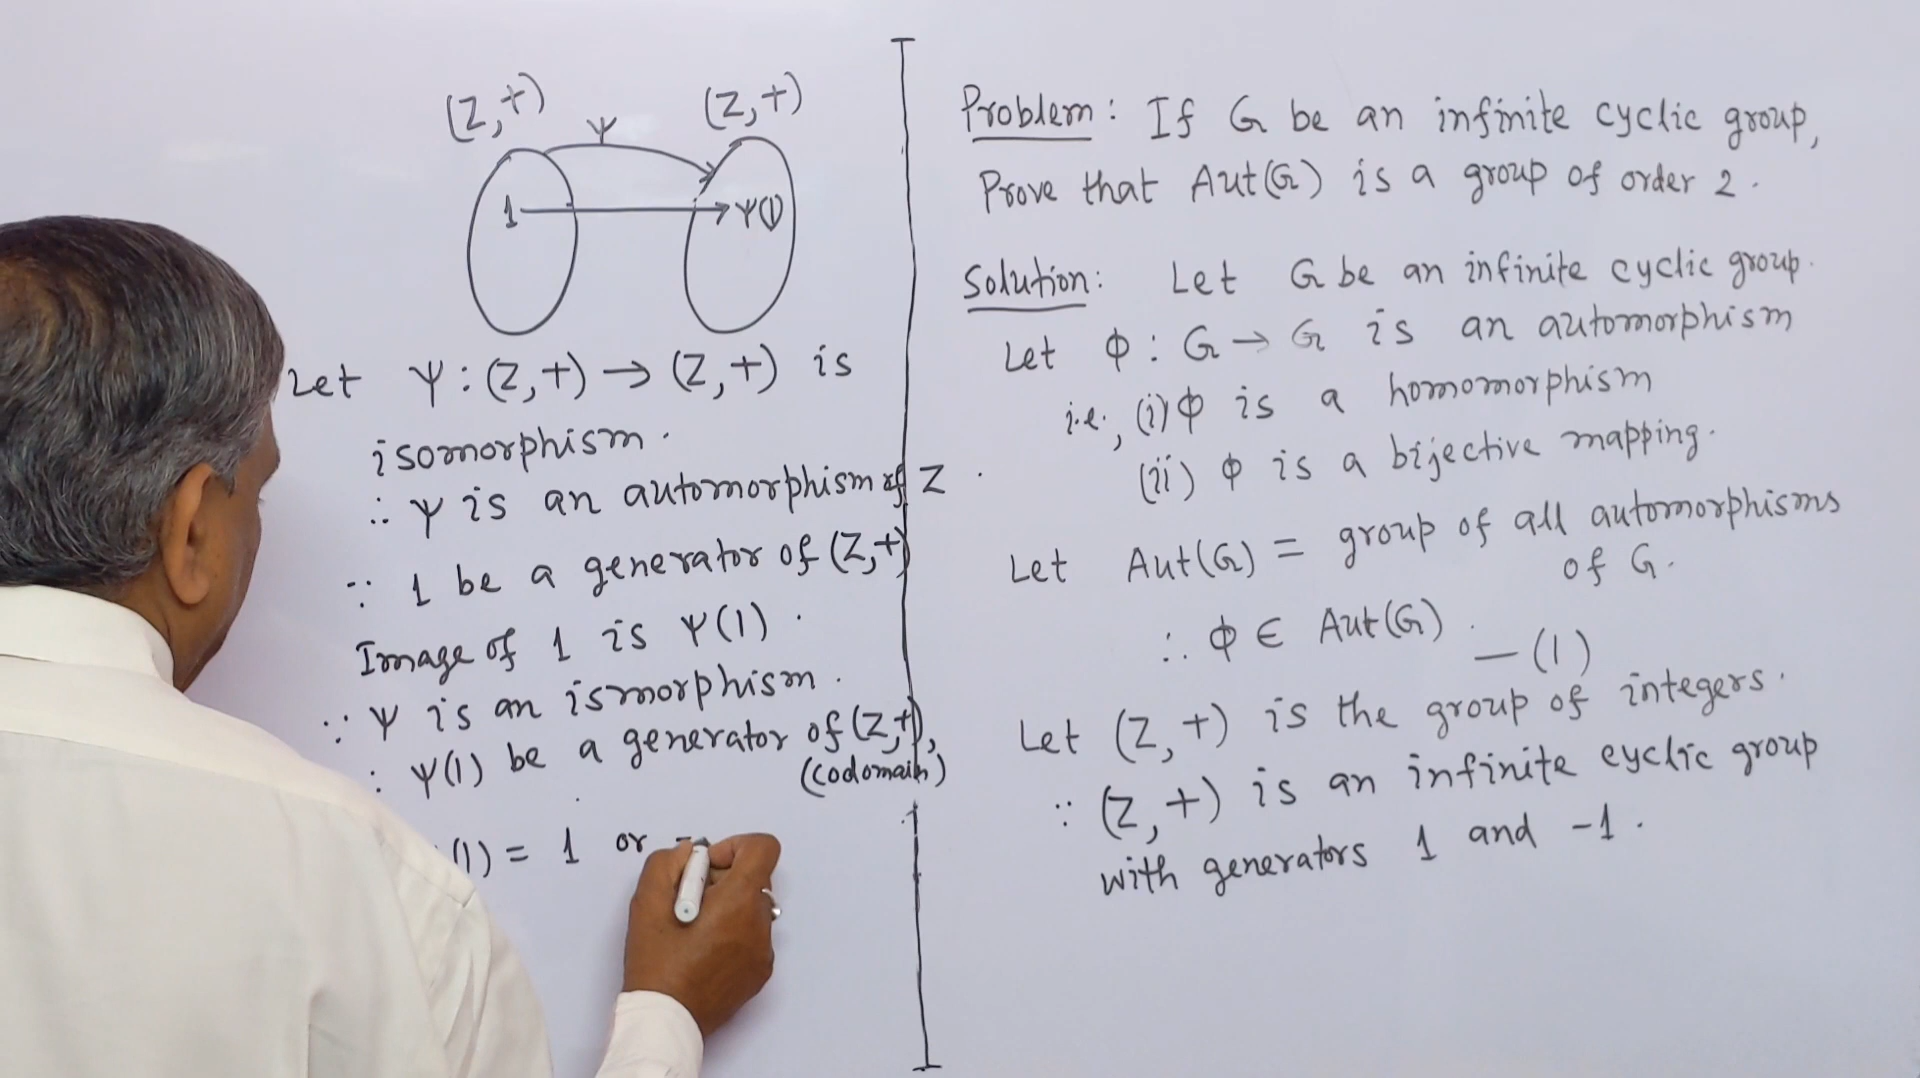 (Z,+) (Z,+)
Ψ
1 Ψ(1)
Let Ψ : (Z,+) → (Z,+) is
isomorphism.
∴ Ψ is an automorphism of Z.
∵ 1 be a generator of (Z,+)
Image of 1 is Ψ(1).
∵ Ψ is an ismorphism.
Ψ(1) be a generator of (Z,+),
(codomain)
(1) = 1 or -
Problem: If G be an infinite cyclic group,
Prove that Aut(G) is a group of order 2.
Solution: Let G be an infinite cyclic group.
Let Φ : G → G is an automorphism
i.e., (i) Φ is a homomorphism
(ii) Φ is a bijective mapping.
Let Aut(G) = group of all automorphisms
of G.
∴ Φ ∈ Aut(G). —(1)
Let (Z,+) is the group of integers.
∵ (Z,+) is an infinite cyclic group
with generators 1 and -1.